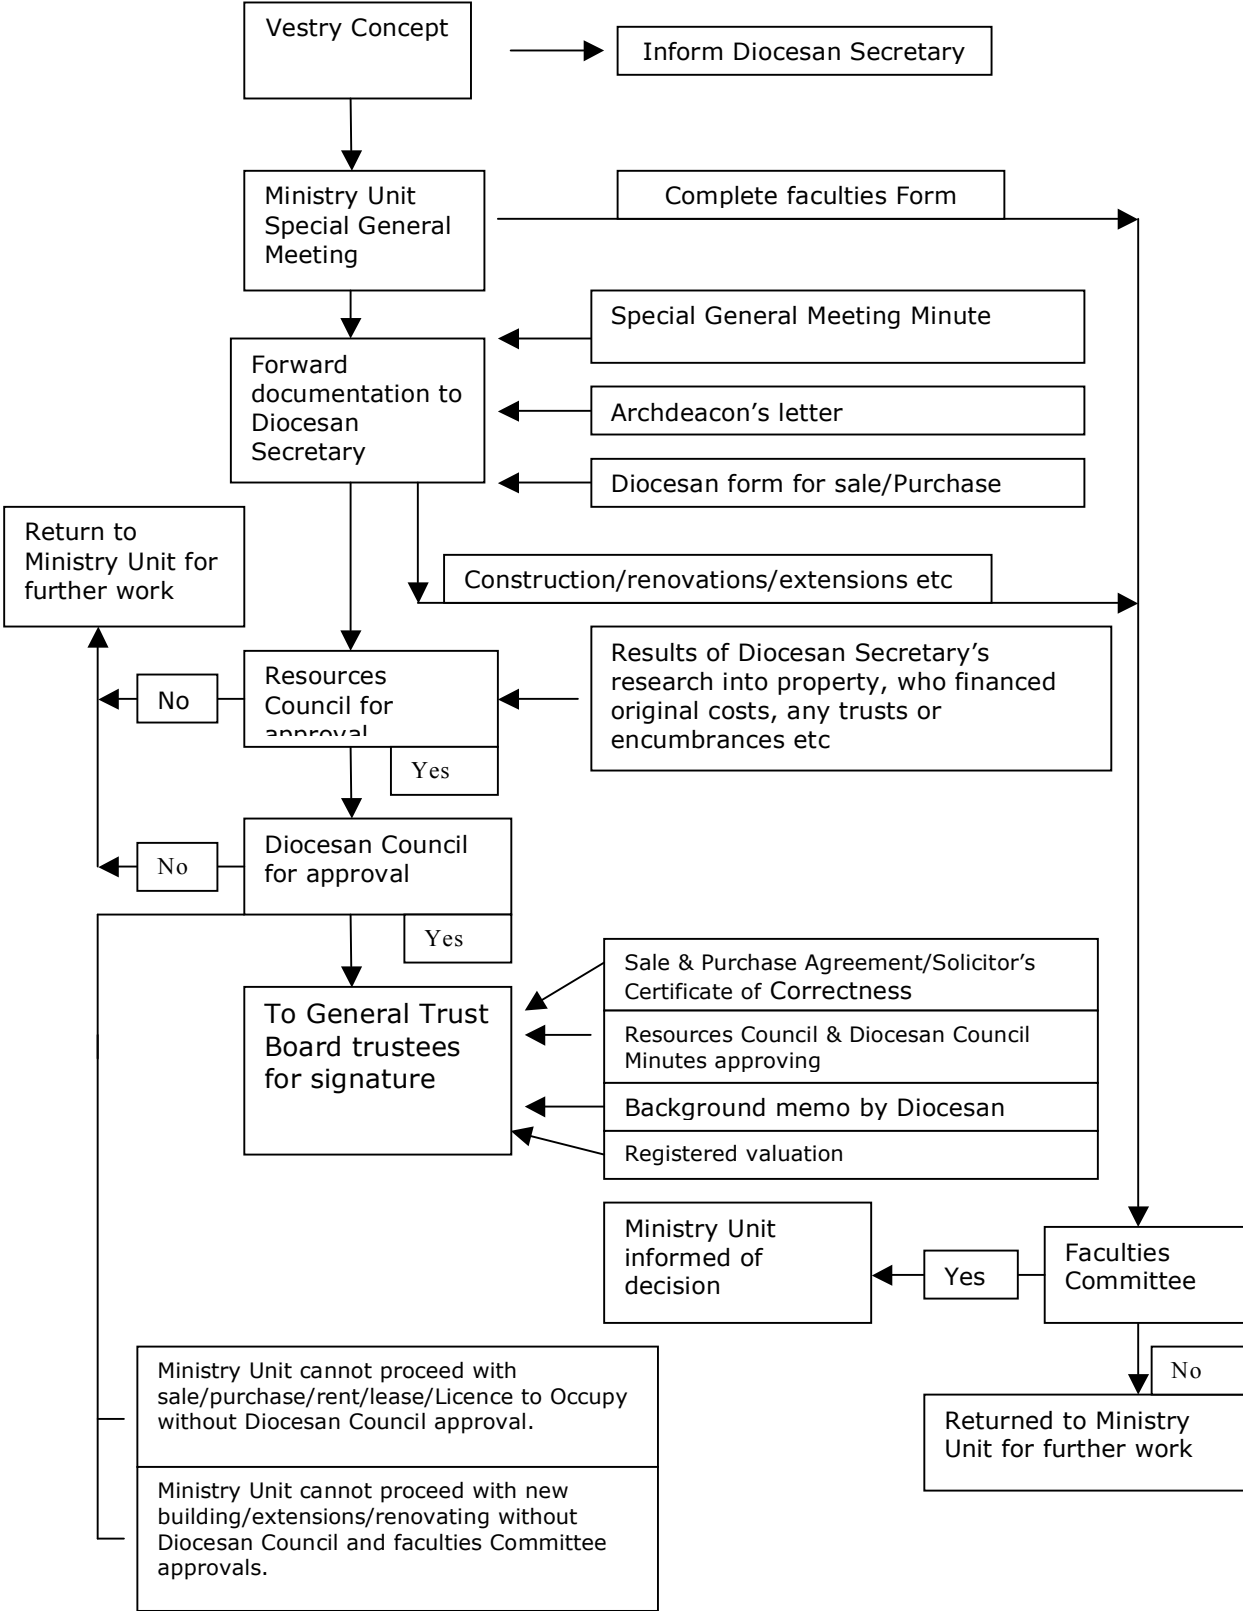 Vestry Concept
Inform Diocesan Secretary
Ministry Unit
Special General
Meeting
Complete faculties Form
Special General Meeting Minute
Forward
documentation to
Diocesan
Secretary
Archdeacon's letter
Diocesan form for sale/Purchase
Return to
Ministry Unit for
further work
Construction/renovations/extensions etc
Resources
Council for
approval
No
Yes
Results of Diocesan Secretary's
research into property, who financed
original costs, any trusts or
encumbrances etc
Diocesan Council
for approval
No
Yes
To General Trust
Board trustees
for signature
Sale & Purchase Agreement/Solicitor's
Certificate of Correctness
Resources Council & Diocesan Council
Minutes approving
Background memo by Diocesan
Registered valuation
Ministry Unit
informed of
decision
Yes
Faculties
Committee
No
Returned to Ministry
Unit for further work
Ministry Unit cannot proceed with
sale/purchase/rent/lease/Licence to Occupy
without Diocesan Council approval.
Ministry Unit cannot proceed with new
building/extensions/renovating without
Diocesan Council and faculties Committee
approvals.